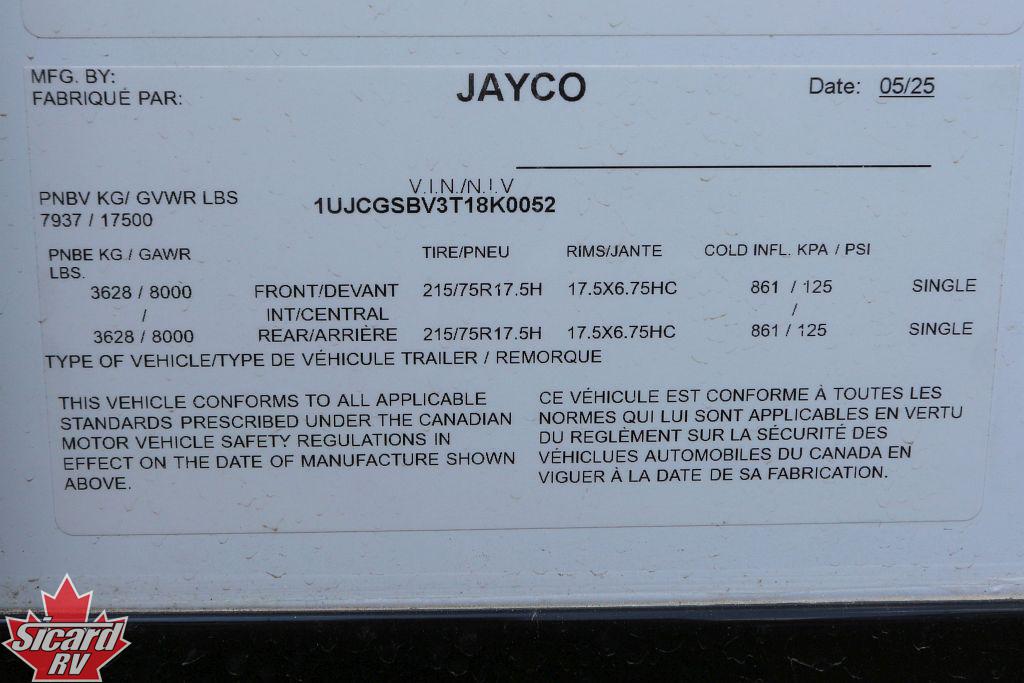 MFG. BY:
FABRIQUÉ PAR:
JAYCO
Date: 05/25
V.I.N./N.I.V
PNBV KG/ GVWR LBS
1UJCGSBV3T18K0052
7937 / 17500
PNBE KG / GAWR LBS. TIRE/PNEU RIMS/JANTE COLD INFL. KPA / PSI
3628 / 8000 FRONT/DEVANT 215/75R17.5H 17.5X6.75HC 861 / 125 SINGLE
/ INT/CENTRAL /
3628 / 8000 REAR/ARRIÈRE 215/75R17.5H 17.5X6.75HC 861 / 125 SINGLE
TYPE OF VEHICLE/TYPE DE VÉHICULE TRAILER / REMORQUE
THIS VEHICLE CONFORMS TO ALL APPLICABLE
STANDARDS PRESCRIBED UNDER THE CANADIAN
MOTOR VEHICLE SAFETY REGULATIONS IN
EFFECT ON THE DATE OF MANUFACTURE SHOWN
ABOVE.
CE VÉHICULE EST CONFORME À TOUTES LES
NORMES QUI LUI SONT APPLICABLES EN VERTU
DU REGLÈMENT SUR LA SÉCURITÉ DES
VÉHICLUES AUTOMOBILES DU CANADA EN
VIGUER À LA DATE DE SA FABRICATION.
Sicard
RV